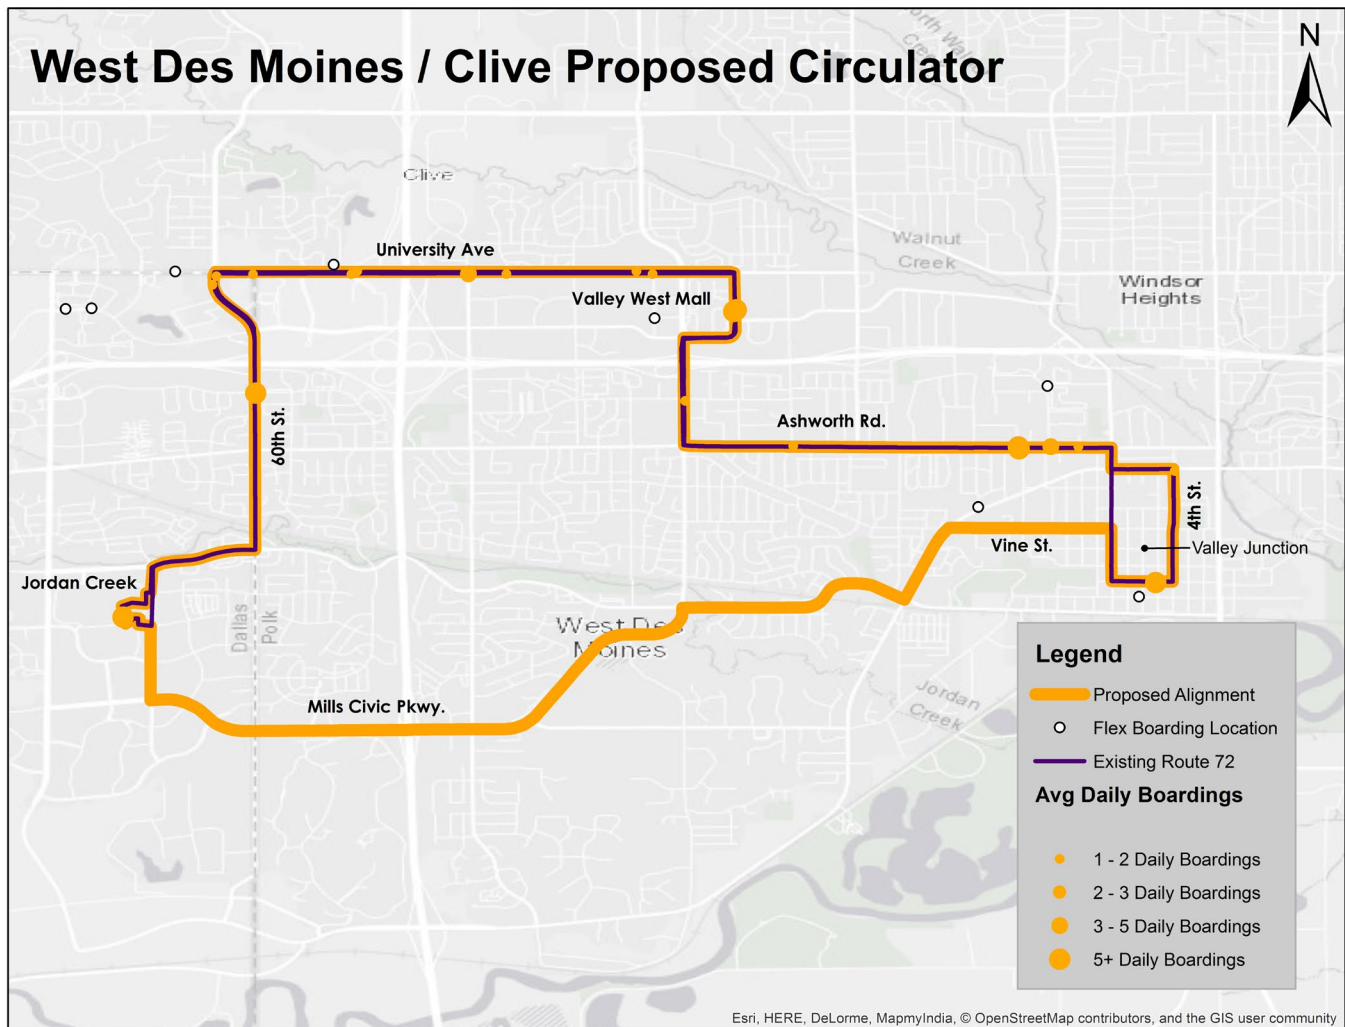 West Des Moines / Clive Proposed Circulator
N
Clive
University Ave
Walnut
Creek
Windsor
Heights
Valley West Mall
60th St.
Ashworth Rd.
4th St.
Vine St.
Valley Junction
Jordan Creek
Dallas
Polk
West Des
Moines
Mills Civic Pkwy.
Jordan
Creek
Legend
Proposed Alignment
Flex Boarding Location
Existing Route 72
Avg Daily Boardings
1 - 2 Daily Boardings
2 - 3 Daily Boardings
3 - 5 Daily Boardings
5+ Daily Boardings
Esri, HERE, DeLorme, MapmyIndia, © OpenStreetMap contributors, and the GIS user community